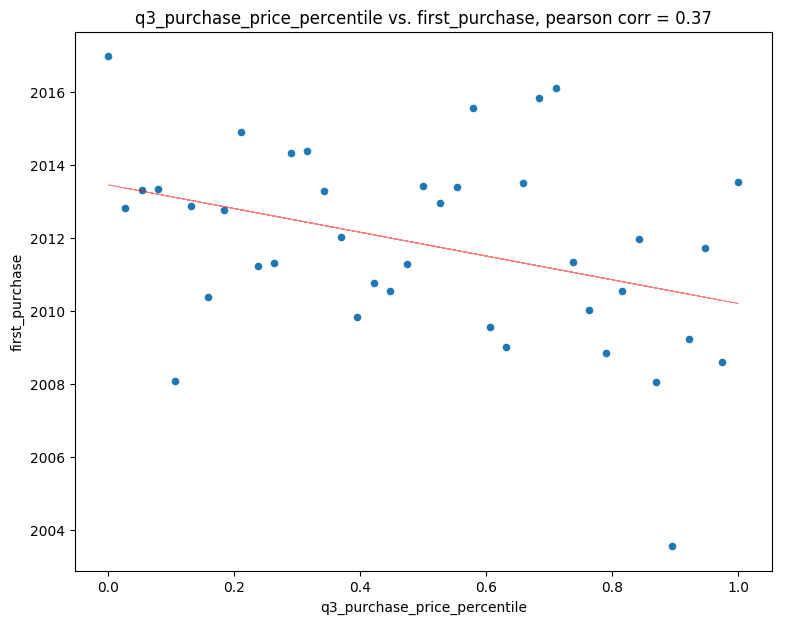 q3_purchase_price_percentile vs. first_purchase, pearson corr = 0.37
2016
2014
2012
2010
2008
2006
2004
first_purchase
0.0 0.2 0.4 0.6 0.8 1.0
q3_purchase_price_percentile